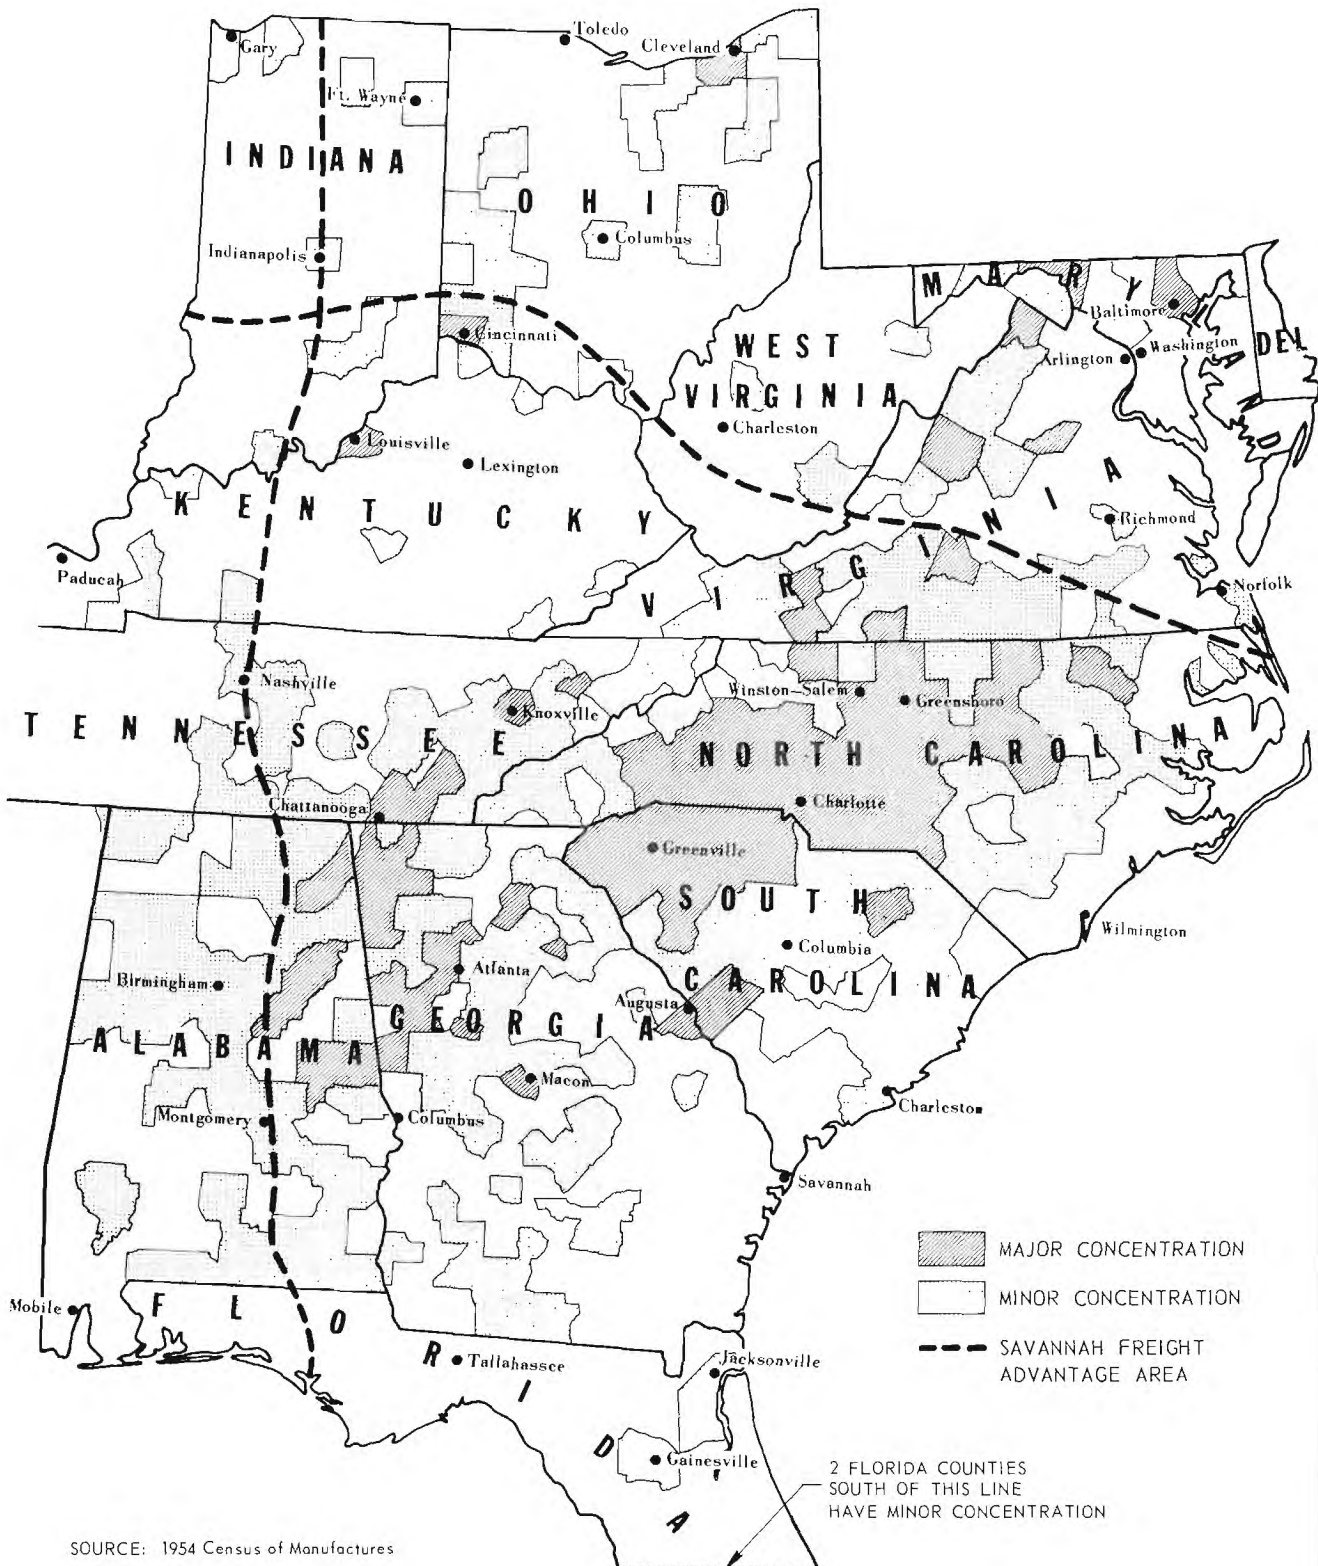 Toledo
Cleveland
Gary
Ft. Wayne
INDIANA
OHIO
Columbus
Indianapolis
MARYLAND
Baltimore
Washington
Arlington
DEL
Cincinnati
WEST
VIRGINIA
Charleston
Louisville
Lexington
KENTUCKY
Richmond
Paducah
VIRGINIA
Norfolk
Nashville
Winston-Salem
Greensboro
Knoxville
TENNESSEE
NORTH CAROLINA
Chattanooga
Charlotte
Greenville
SOUTH
CAROLINA
Wilmington
Columbia
Atlanta
Birmingham
Augusta
GEORGIA
ALABAMA
Macon
Charleston
Montgomery
Columbus
Savannah
MAJOR CONCENTRATION
MINOR CONCENTRATION
SAVANNAH FREIGHT
ADVANTAGE AREA
Mobile
FLORIDA
Tallahassee
Jacksonville
Gainesville
2 FLORIDA COUNTIES
SOUTH OF THIS LINE
HAVE MINOR CONCENTRATION
SOURCE: 1954 Census of Manufactures